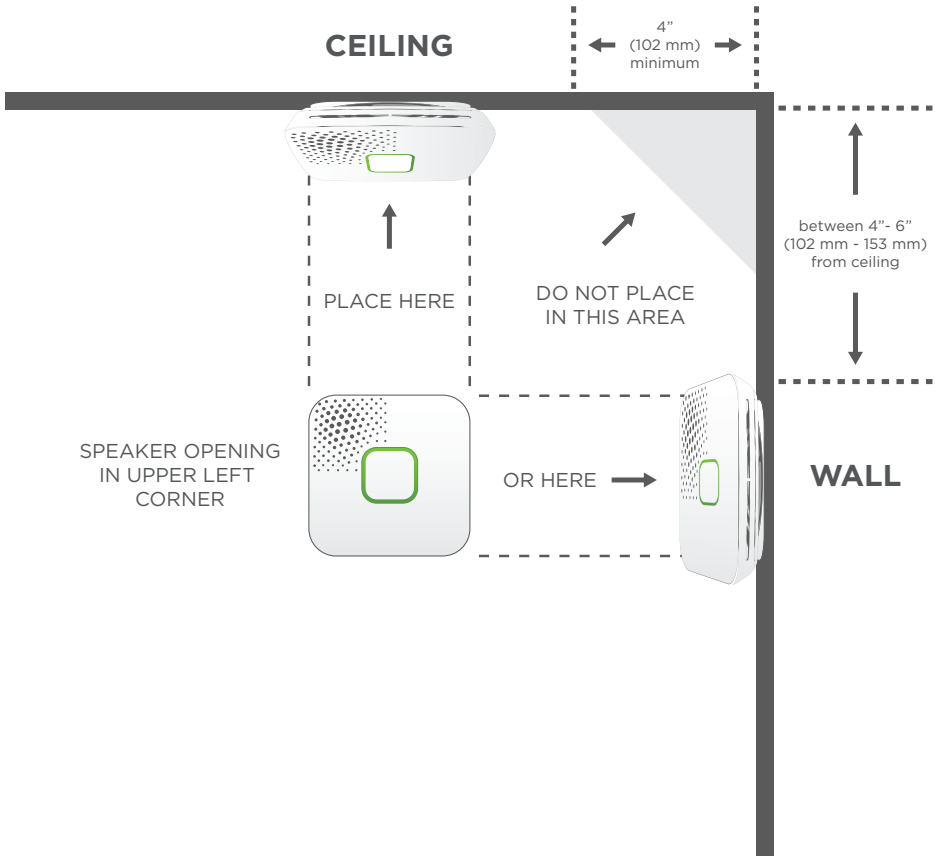 CEILING
4”
(102 mm)
minimum
between 4”- 6”
(102 mm - 153 mm)
from ceiling
PLACE HERE
DO NOT PLACE
IN THIS AREA
SPEAKER OPENING
IN UPPER LEFT
CORNER
OR HERE
WALL